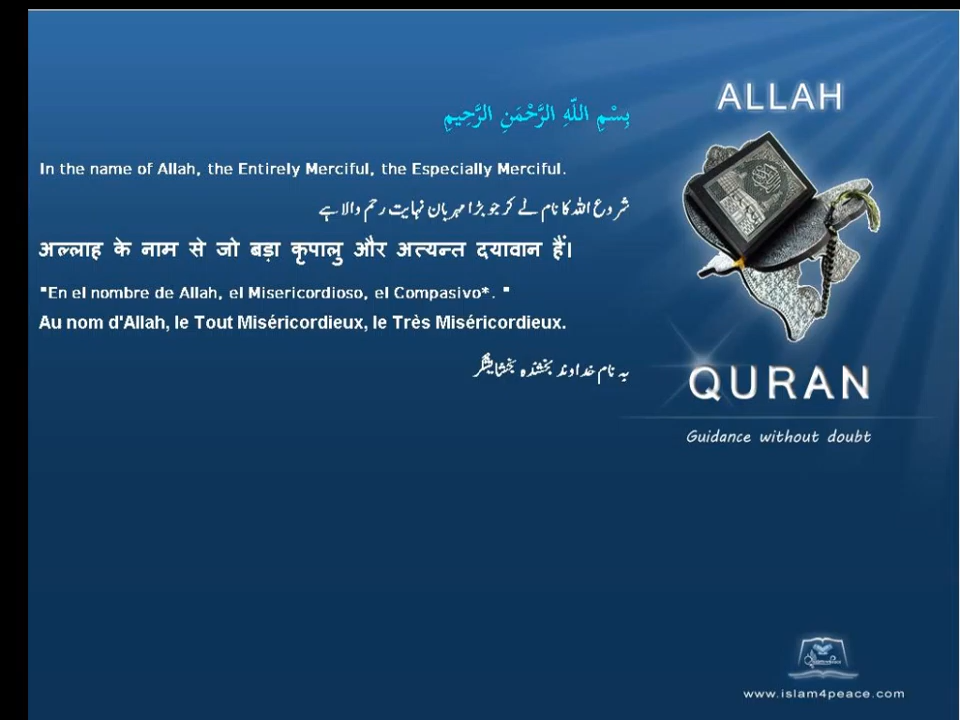 بِسْمِ اللّهِ الرَّحْمَنِ الرَّحِيمِ
In the name of Allah, the Entirely Merciful, the Especially Merciful.
شروع اللہ کا نام لے کر جو بڑا مہربان نہایت رحم والا ہے
अल्लाह के नाम से जो बड़ा कृपालु और अत्यन्त दयावान हैं।
"En el nombre de Allah, el Misericordioso, el Compasivo*. "
Au nom d'Allah, le Tout Miséricordieux, le Très Miséricordieux.
به نام خداوند بخشنده بخشایشگر
ALLAH
QURAN
Guidance without doubt
www.islam4peace.com